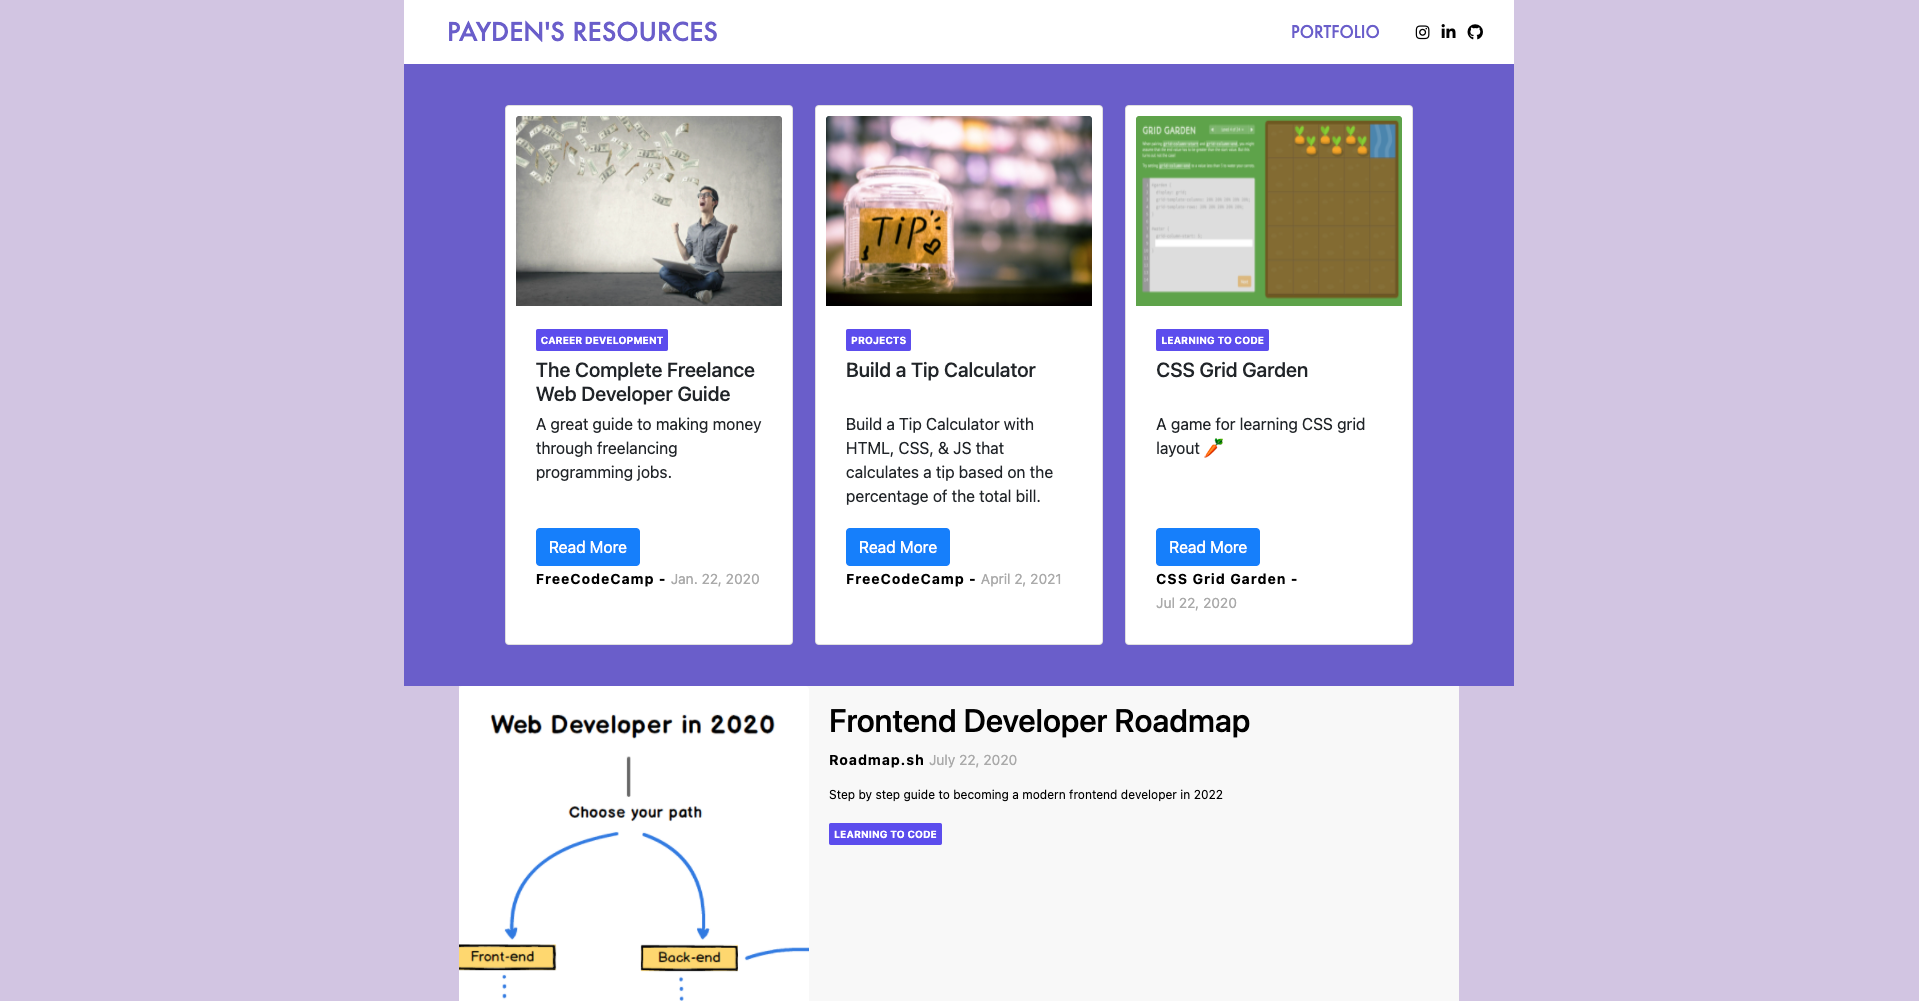 PAYDEN'S RESOURCES
PORTFOLIO
TIP
GRID GARDEN
CAREER DEVELOPMENT
The Complete Freelance
Web Developer Guide
A great guide to making money
through freelancing
programming jobs.
Read More
FreeCodeCamp - Jan. 22, 2020
PROJECTS
Build a Tip Calculator
Build a Tip Calculator with
HTML, CSS, & JS that
calculates a tip based on the
percentage of the total bill.
Read More
FreeCodeCamp - April 2, 2021
LEARNING TO CODE
CSS Grid Garden
A game for learning CSS grid
layout 🥕
Read More
CSS Grid Garden -
Jul 22, 2020
Web Developer in 2020
Choose your path
Front-end
Back-end
Frontend Developer Roadmap
Roadmap.sh July 22, 2020
Step by step guide to becoming a modern frontend developer in 2022
LEARNING TO CODE